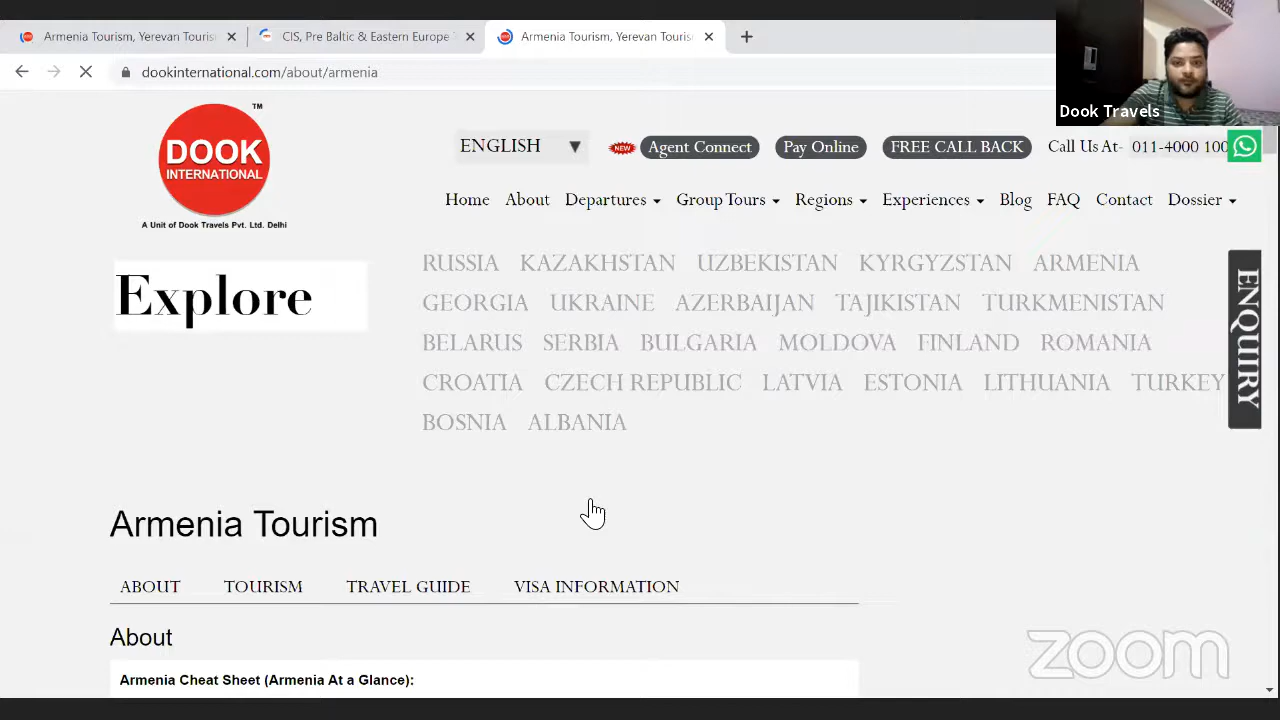 Armenia Tourism, Yerevan Touris
CIS, Pre Baltic & Eastern Europe
Armenia Tourism, Yerevan Touris
dookinternational.com/about/armenia
Dook Travels
TM
DOOK
INTERNATIONAL
A Unit of Dook Travels Pvt. Ltd. Delhi
ENGLISH
NEW
Agent Connect
Pay Online
FREE CALL BACK
Call Us At- 011-4000 100
Home About Departures Group Tours Regions Experiences Blog FAQ Contact Dossier
Explore
RUSSIA KAZAKHSTAN UZBEKISTAN KYRGYZSTAN ARMENIA
GEORGIA UKRAINE AZERBAIJAN TAJIKISTAN TURKMENISTAN
BELARUS SERBIA BULGARIA MOLDOVA FINLAND ROMANIA
CROATIA CZECH REPUBLIC LATVIA ESTONIA LITHUANIA TURKEY
BOSNIA ALBANIA
ENQUIRY
Armenia Tourism
ABOUT TOURISM TRAVEL GUIDE VISA INFORMATION
About
Armenia Cheat Sheet (Armenia At a Glance):
zoom